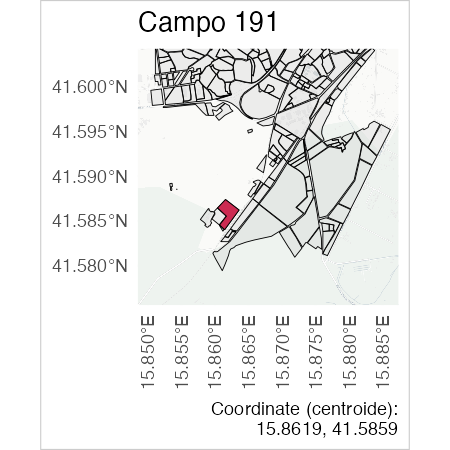 Campo 191
41.600°N
41.595°N
41.590°N
41.585°N
41.580°N
15.850°E
15.855°E
15.860°E
15.865°E
15.870°E
15.875°E
15.880°E
15.885°E
Coordinate (centroide):
15.8619, 41.5859